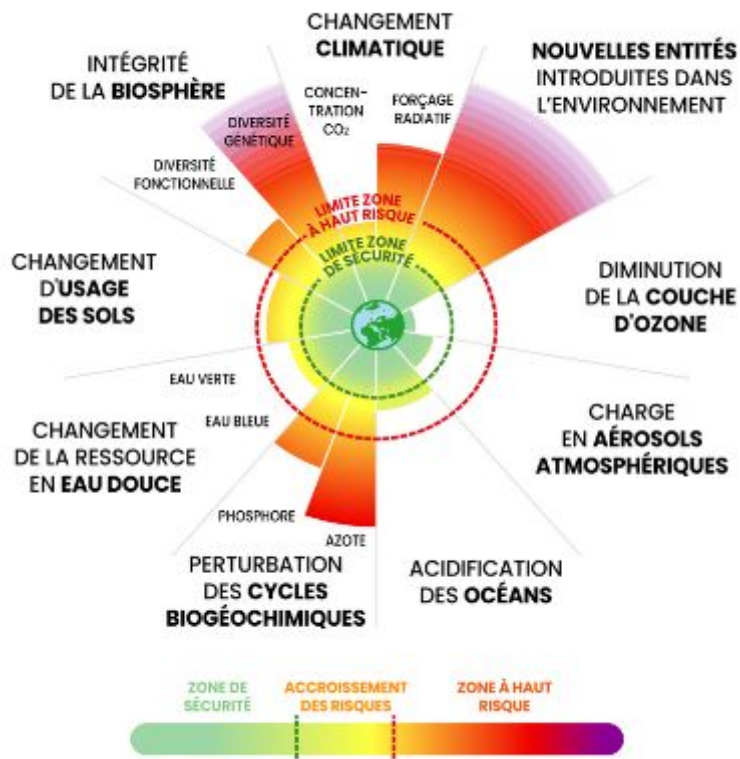 CHANGEMENT
CLIMATIQUE
INTÉGRITÉ
DE LA BIOSPHÈRE
NOUVELLES ENTITÉS
INTRODUITES DANS
L'ENVIRONNEMENT
CONCEN-
TRATION
CO₂
FORÇAGE
RADIATIF
DIVERSITÉ
GÉNÉTIQUE
DIVERSITÉ
FONCTIONNELLE
LIMITE ZONE
À HAUT RISQUE
LIMITE ZONE
DE SÉCURITÉ
CHANGEMENT
D'USAGE
DES SOLS
DIMINUTION
DE LA COUCHE
D'OZONE
EAU VERTE
EAU BLEUE
CHANGEMENT
DE LA RESSOURCE
EN EAU DOUCE
CHARGE
EN AÉROSOLS
ATMOSPHÉRIQUES
PHOSPHORE
AZOTE
PERTURBATION
DES CYCLES
BIOGÉOCHIMIQUES
ACIDIFICATION
DES OCÉANS
ZONE DE
SÉCURITÉ
ACCROISSEMENT
DES RISQUES
ZONE À HAUT
RISQUE